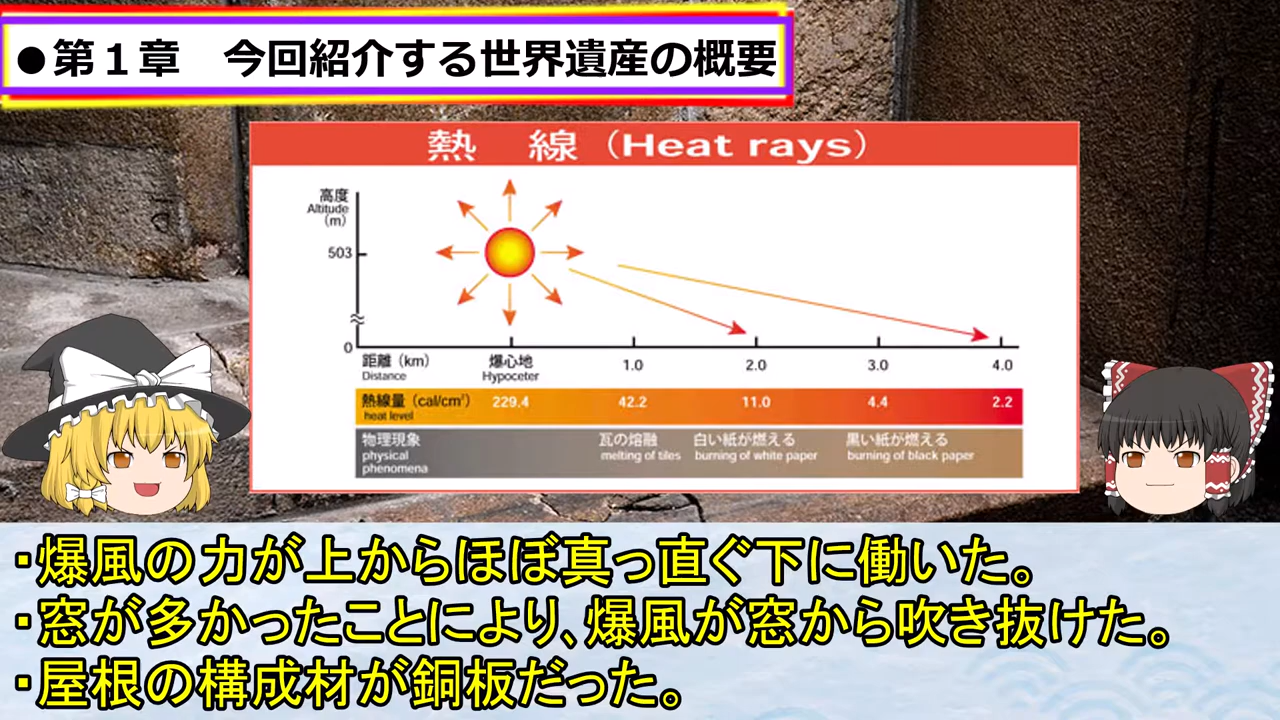 ●第1章　今回紹介する世界遺産の概要
熱　線（Heat rays）
高度
Altitude
（m）
503
0
距離（km） 爆心地 1.0 2.0 3.0 4.0
Distance Hypoceter
熱線量（cal/cm²） 229.4 42.2 11.0 4.4 2.2
heat level
物理現象 瓦の熔融 白い紙が燃える 黒い紙が燃える
physical melting of tiles burning of white paper burning of black paper
phenomena
・爆風の力が上からほぼ真っ直ぐ下に働いた。
・窓が多かったことにより、爆風が窓から吹き抜けた。
・屋根の構成材が銅板だった。